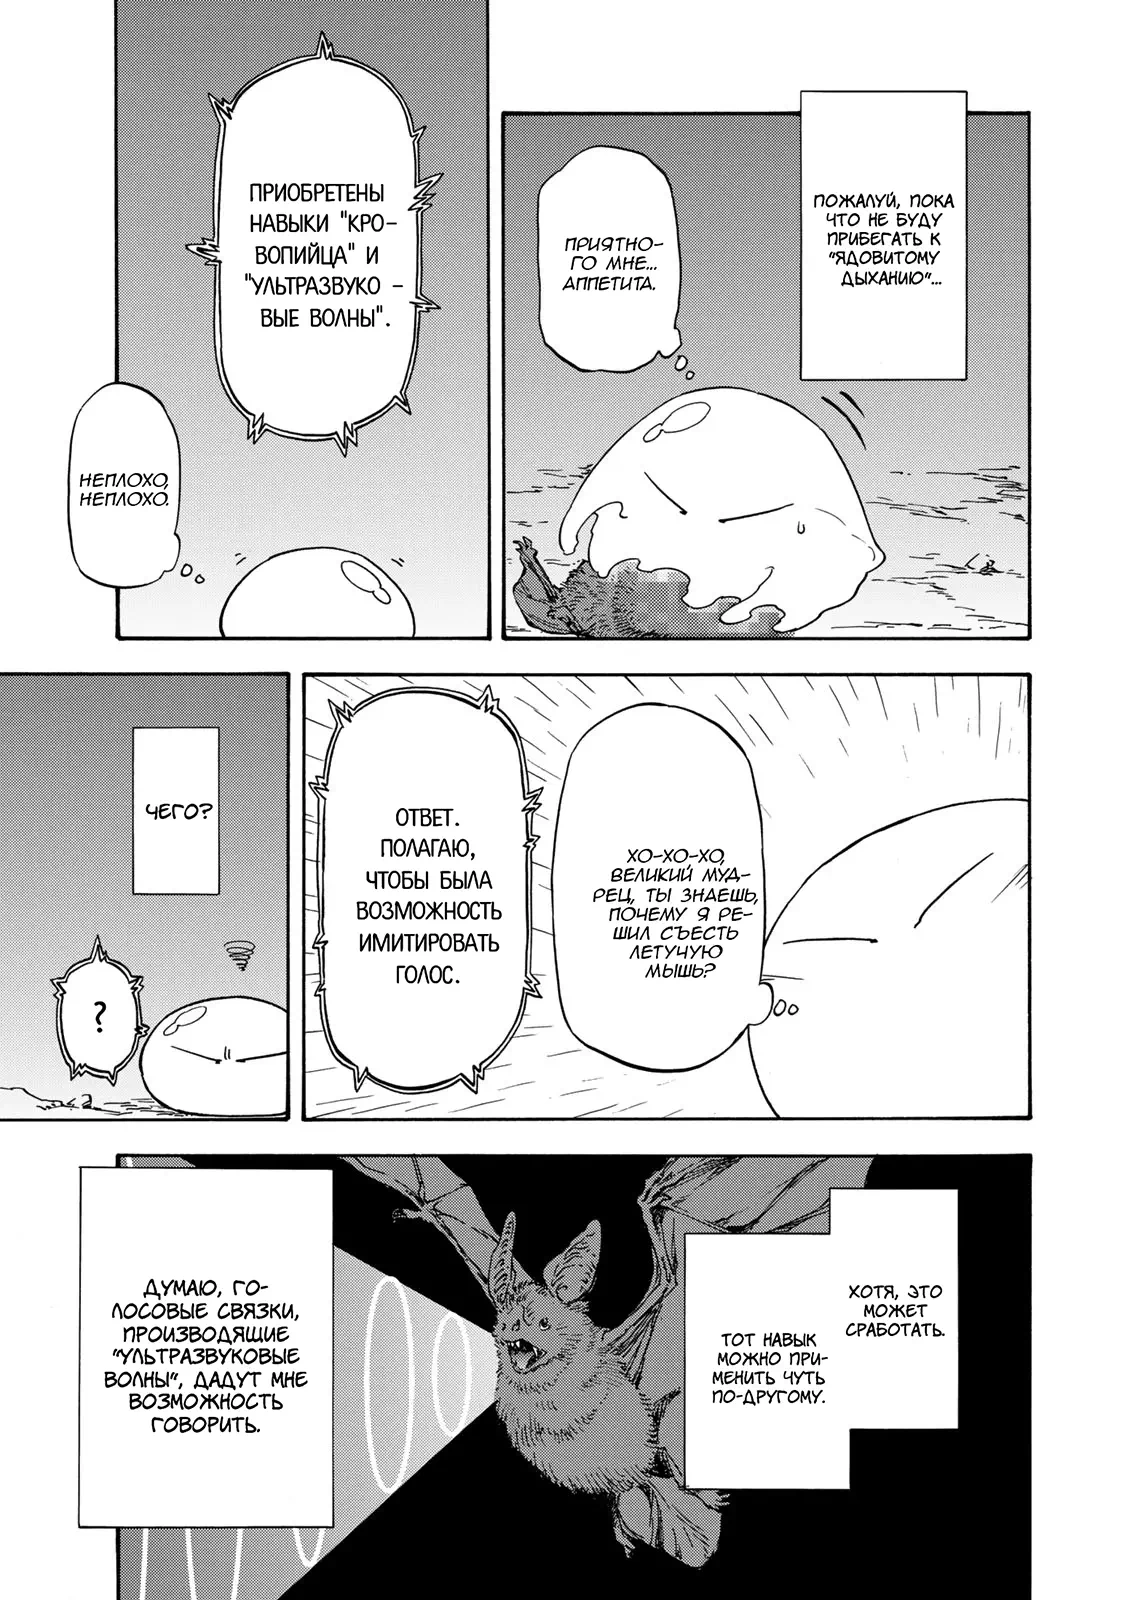 ПОЖАЛУЙ, ПОКА
ЧТО НЕ БУДУ
ПРИБЕГАТЬ К
"ЯДОВИТОМУ
ДЫХАНИЮ"...
ПРИЯТНО-
ГО МНЕ...
АППЕТИТА.
ПРИОБРЕТЕНЫ
НАВЫКИ "КРО-
ВОПИЙЦА" И
"УЛЬТРАЗВУКО -
ВЫЕ ВОЛНЫ".
НЕПЛОХО,
НЕПЛОХО.
ХО-ХО-ХО,
ВЕЛИКИЙ МУД-
РЕЦ, ТЫ ЗНАЕШЬ,
ПОЧЕМУ Я РЕ-
ШИЛ СЪЕСТЬ
ЛЕТУЧУЮ
МЫШЬ?
ОТВЕТ.
ПОЛАГАЮ,
ЧТОБЫ БЫЛА
ВОЗМОЖНОСТЬ
ИМИТИРОВАТЬ
ГОЛОС.
ЧЕГО?
?
ХОТЯ, ЭТО
МОЖЕТ
СРАБОТАТЬ.
ТОТ НАВЫК
МОЖНО ПРИ-
МЕНИТЬ ЧУТЬ
ПО-ДРУГОМУ.
ДУМАЮ, ГО-
ЛОСОВЫЕ СВЯЗКИ,
ПРОИЗВОДЯЩИЕ
"УЛЬТРАЗВУКОВЫЕ
ВОЛНЫ", ДАДУТ МНЕ
ВОЗМОЖНОСТЬ
ГОВОРИТЬ.